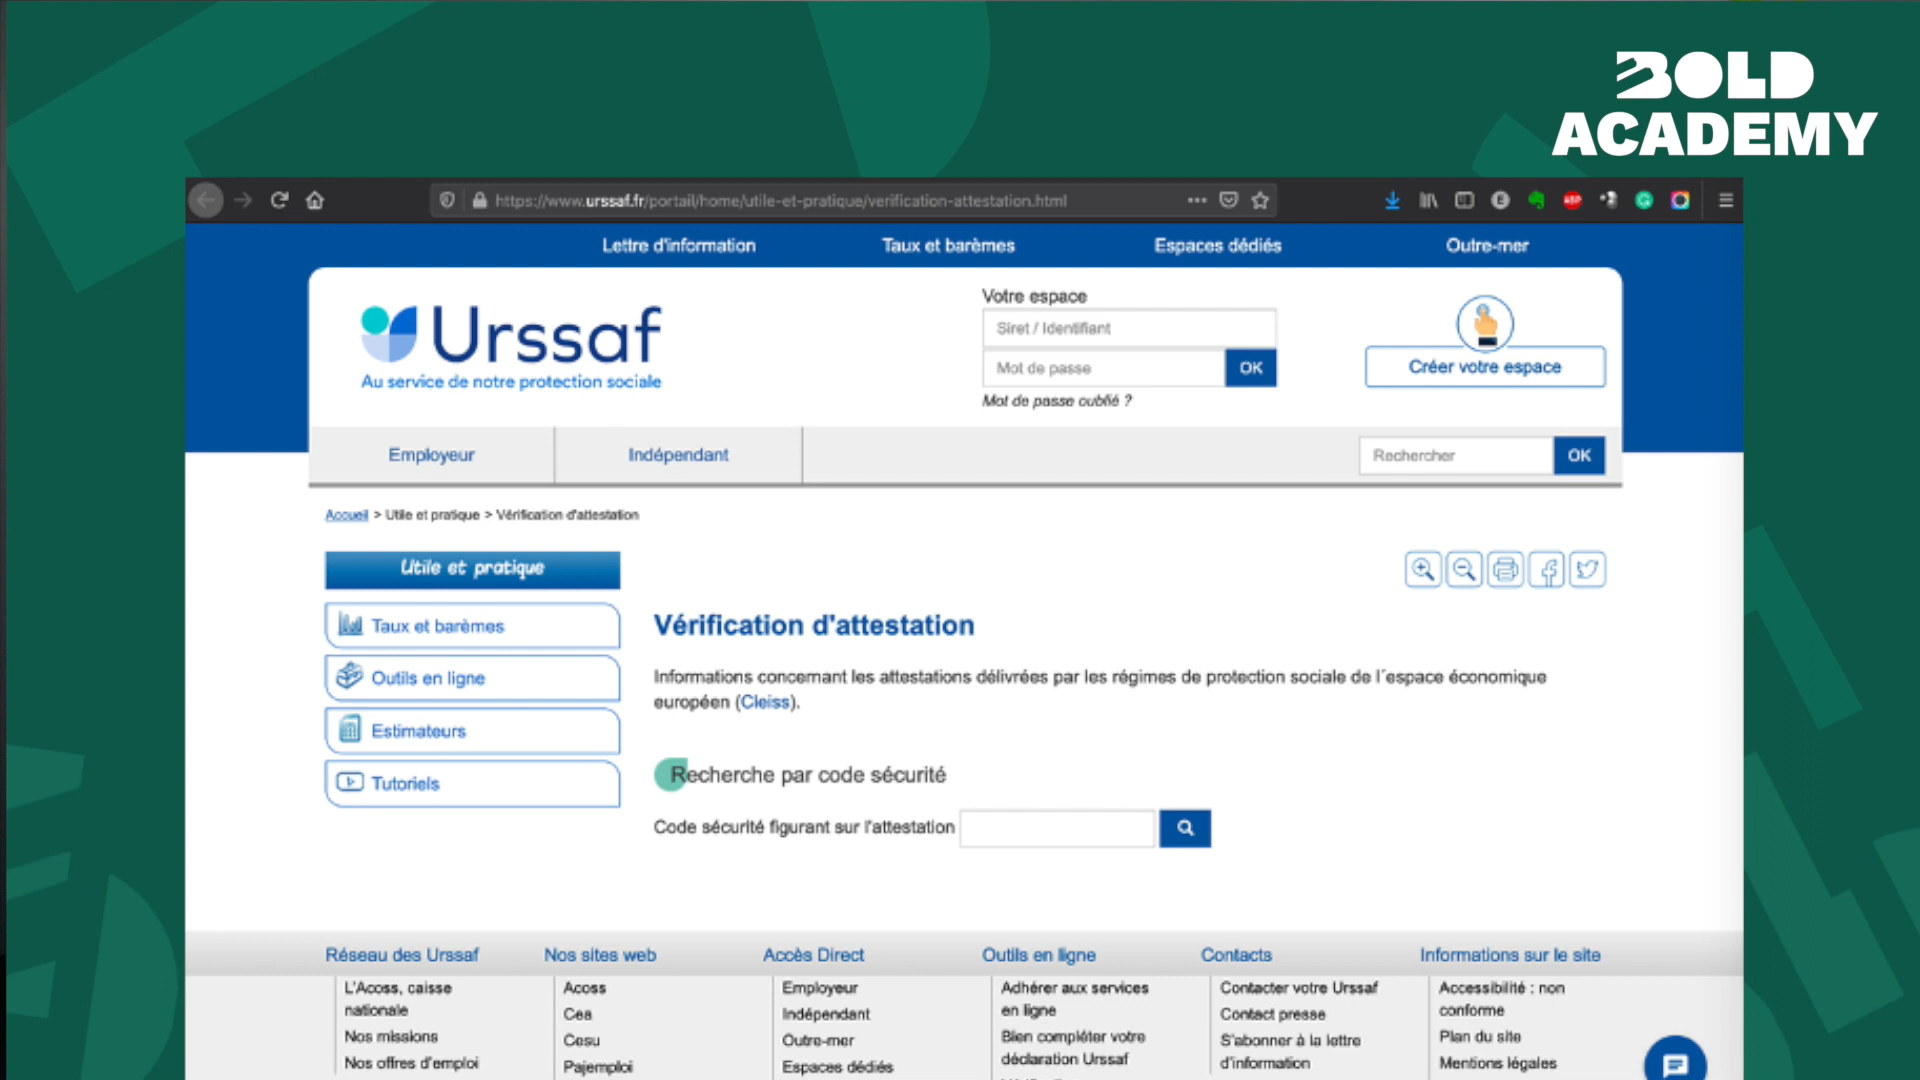 BOLD
ACADEMY
https://www.urssaf.fr/portail/home/utile-et-pratique/verification-attestation.html
Lettre d'information
Taux et barèmes
Espaces dédiés
Outre-mer
Urssaf
Au service de notre protection sociale
Votre espace
Siret / Identifiant
Mot de passe
OK
Mot de passe oublié ?
Créer votre espace
Employeur
Indépendant
Rechercher
OK
Accueil > Utile et pratique > Vérification d'attestation
Utile et pratique
Taux et barèmes
Outils en ligne
Estimateurs
Tutoriels
Vérification d'attestation
Informations concernant les attestations délivrées par les régimes de protection sociale de l´espace économique
européen (Cleiss).
Recherche par code sécurité
Code sécurité figurant sur l'attestation
Réseau des Urssaf
L'Acoss, caisse
nationale
Nos missions
Nos offres d'emploi
Nos sites web
Acoss
Cea
Cesu
Pajemploi
Accès Direct
Employeur
Indépendant
Outre-mer
Espaces dédiés
Outils en ligne
Adhérer aux services
en ligne
Bien compléter votre
déclaration Urssaf
Contacts
Contacter votre Urssaf
Contact presse
S'abonner à la lettre
d'information
Informations sur le site
Accessibilité : non
conforme
Plan du site
Mentions légales